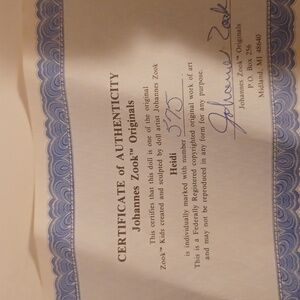 CERTIFICATE of AUTHENTICITY
Johannes Zook™ Originals
This certifies that this doll is one of the original
Zook™ Kids created and sculpted by doll artist Johannes Zook
Heidi
is individually marked with number 575
This is a Federally Registered copyrighted original work of art
and may not be reproduced in any form for any purpose.
Johannes Zook
Johannes Zook™ Originals
P.O. Box 256
Midland, MI 48640